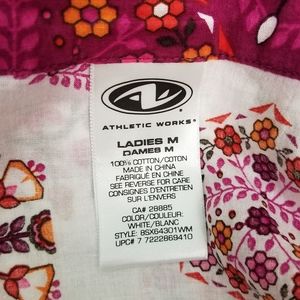 ATHLETIC WORKS®
LADIES M
DAMES M
100% COTTON/COTON
MADE IN CHINA
FABRIQUÉ EN CHINE
SEE REVERSE FOR CARE
CONSIGNES D'ENTRETIEN
SUR L'ENVERS
CA# 28885
COLOR/COULEUR:
WHITE/BLANC
STYLE: 8SX64301WM
UPC# 7 7222869410